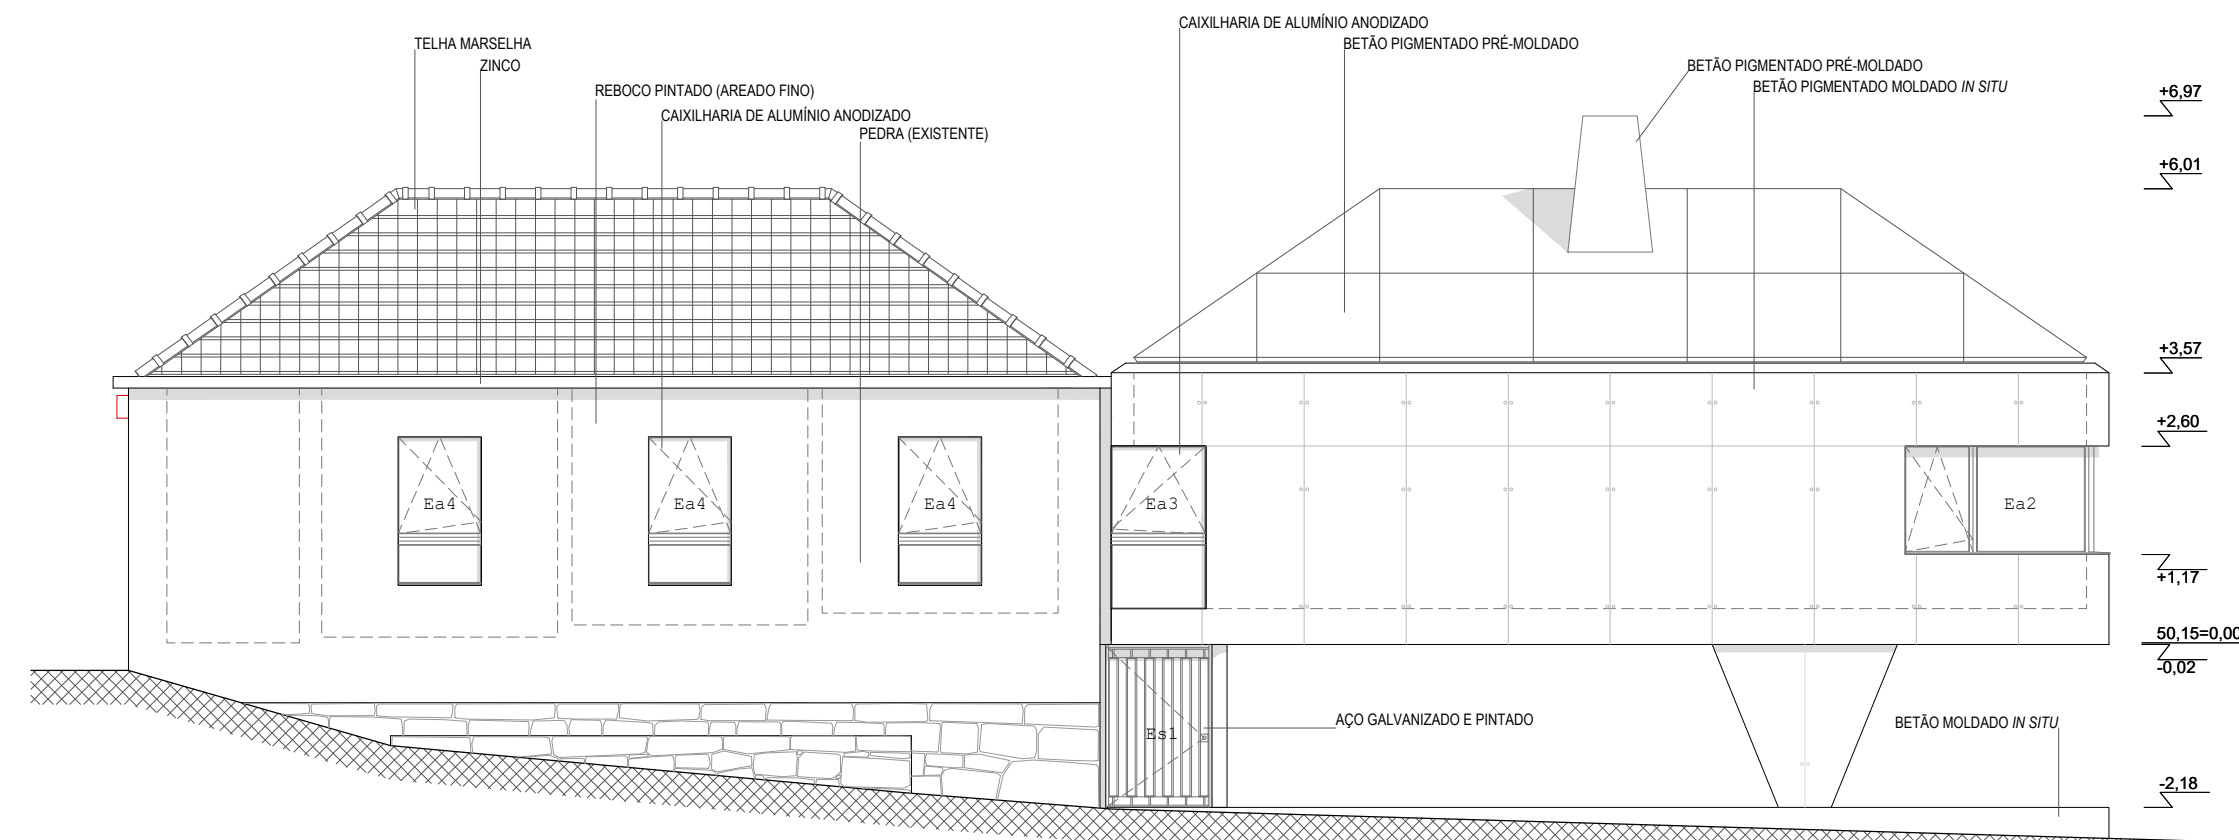 CAIXILHARIA DE ALUMÍNIO ANODIZADO
TELHA MARSELHA
BETÃO PIGMENTADO PRÉ-MOLDADO
ZINCO
BETÃO PIGMENTADO PRÉ-MOLDADO
BETÃO PIGMENTADO MOLDADO IN SITU
REBOCO PINTADO (AREADO FINO)
CAIXILHARIA DE ALUMÍNIO ANODIZADO
PEDRA (EXISTENTE)
+6,97
+6,01
+3,57
+2,60
Ea4
Ea4
Ea4
Ea3
Ea2
+1,17
50,15=0,00
-0,02
AÇO GALVANIZADO E PINTADO
BETÃO MOLDADO IN SITU
Es1
-2,18